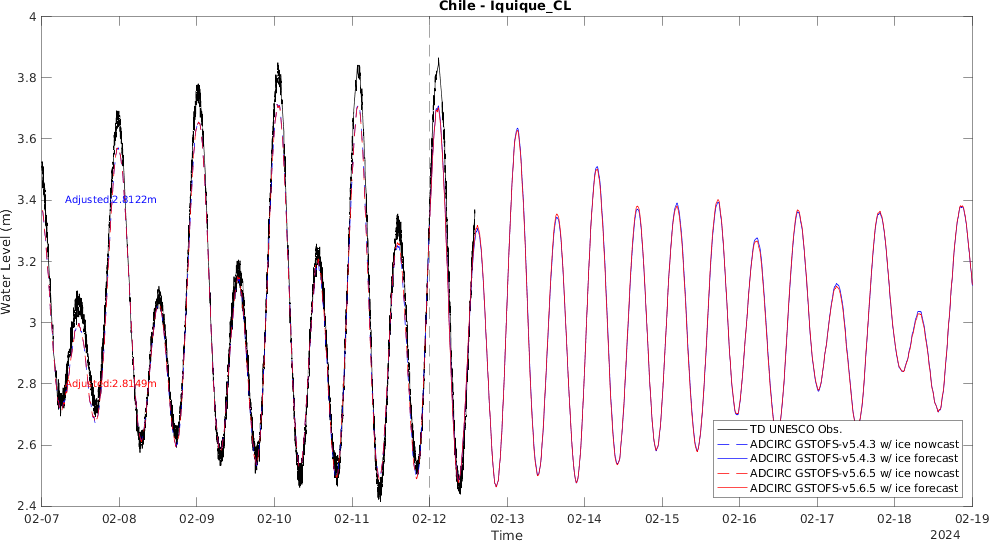 Chile - Iquique_CL
Water Level (m)
4
3.8
3.6
3.4
3.2
3
2.8
2.6
2.4
Adjusted:2.8122m
Adjusted:2.8149m
TD UNESCO Obs.
ADCIRC GSTOFS-v5.4.3 w/ ice nowcast
ADCIRC GSTOFS-v5.4.3 w/ ice forecast
ADCIRC GSTOFS-v5.6.5 w/ ice nowcast
ADCIRC GSTOFS-v5.6.5 w/ ice forecast
02-07 02-08 02-09 02-10 02-11 02-12 02-13 02-14 02-15 02-16 02-17 02-18 02-19
Time
2024